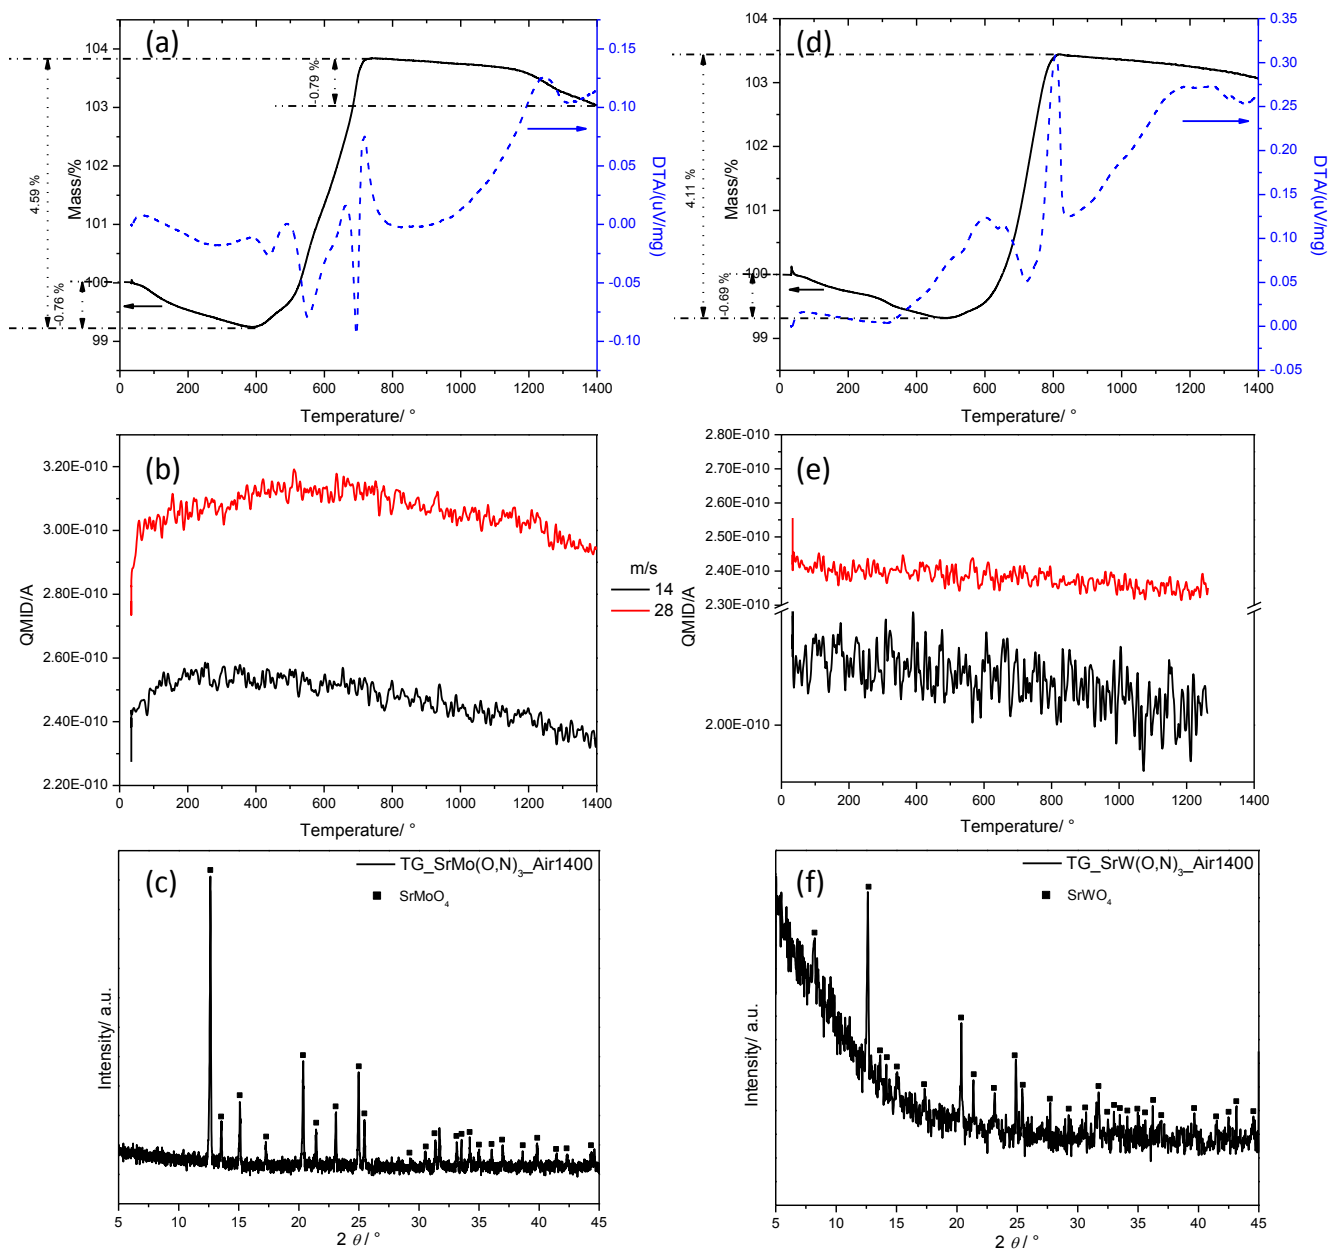 (a)
104
103
102
101
100
99
Mass/%
4.59 %
-0.76 %
-0.79 %
0.15
0.10
0.05
0.00
-0.05
-0.10
DTA/(uV/mg)
0 200 400 600 800 1000 1200 1400
Temperature/ °
(d)
104
103
102
101
100
99
Mass/%
4.11 %
-0.69 %
0.35
0.30
0.25
0.20
0.15
0.10
0.05
0.00
-0.05
DTA/(uV/mg)
0 200 400 600 800 1000 1200 1400
Temperature/ °
(b)
3.20E-010
3.00E-010
2.80E-010
2.60E-010
2.40E-010
2.20E-010
QMID/A
0 200 400 600 800 1000 1200 1400
Temperature/ °
m/s
14
28
(e)
2.80E-010
2.70E-010
2.60E-010
2.50E-010
2.40E-010
2.30E-010
2.00E-010
QMID/A
0 200 400 600 800 1000 1200 1400
Temperature/ °
(c)
TG_SrMo(O,N)₃_Air1400
SrMoO₄
Intensity/ a.u.
5 10 15 20 25 30 35 40 45
2 θ / °
(f)
TG_SrW(O,N)₃_Air1400
SrWO₄
Intensity/ a.u.
5 10 15 20 25 30 35 40 45
2 θ / °